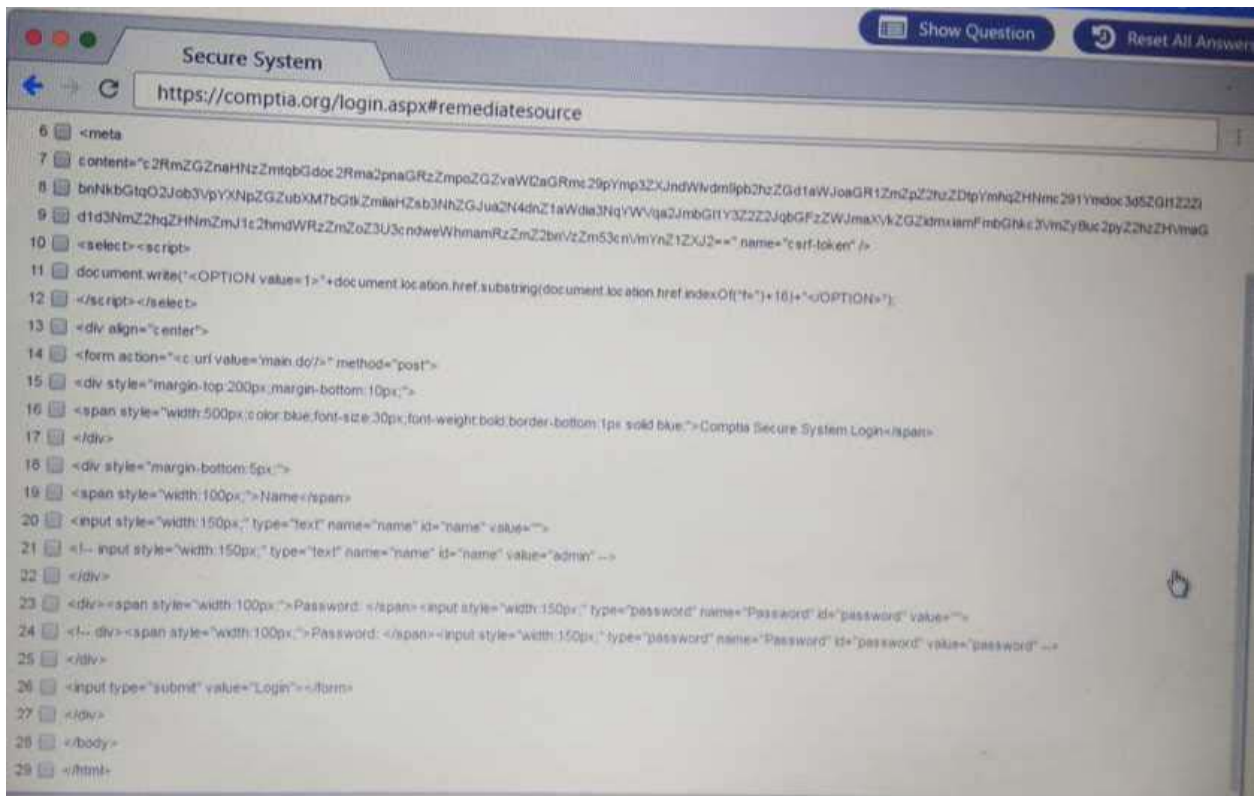 Show Question
Reset All Answers
Secure System
https://comptia.org/login.aspx#remediatesource
6 <meta
7 content="
8
9 name="csrf-token" />
10 <select><script>
11 document.write("<OPTION value=1>"+document.location.href.substring(document.location.href.indexOf("f=")+16)+"</OPTION>");
12 </script></select>
13 <div align="center">
14 <form action="<c:url value='main.do'/>" method="post">
15 <div style="margin-top:200px;margin-bottom:10px;">
16 <span style="width:500px;color:blue;font-size:30px;font-weight:bold;border-bottom:1px solid blue;">Comptia Secure System Login</span>
17 </div>
18 <div style="margin-bottom:5px;">
19 <span style="width:100px;">Name</span>
20 <input style="width:150px;" type="text" name="name" id="name" value="">
21 <!-- input style="width:150px;" type="text" name="name" id="name" value="admin" -->
22 </div>
23 <div><span style="width:100px;">Password: </span><input style="width:150px;" type="password" name="Password" id="password" value="">
24 <!-- div><span style="width:100px;">Password: </span><input style="width:150px;" type="password" name="Password" id="password" value="password" -->
25 </div>
26 <input type="submit" value="Login"></form>
27 </div>
28 </body>
29 </html>